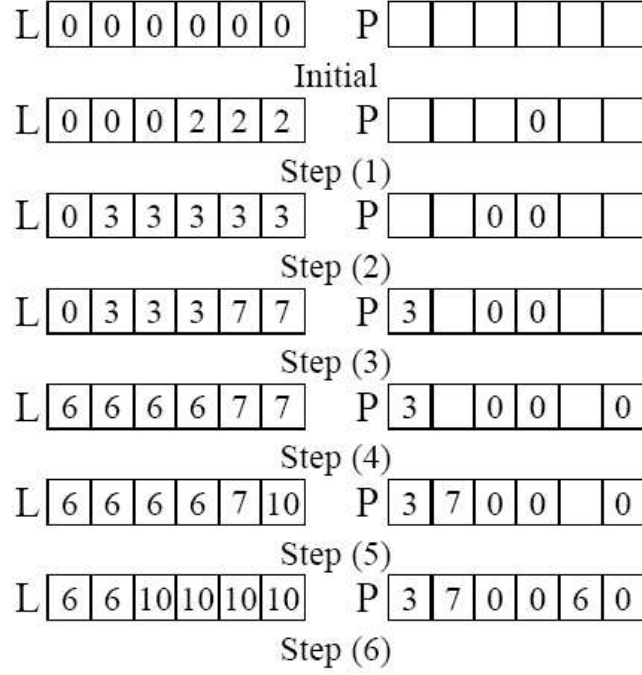 L 0 0 0 0 0 0 P
Initial
L 0 0 0 2 2 2 P 0
Step (1)
L 0 3 3 3 3 3 P 0 0
Step (2)
L 0 3 3 3 7 7 P 3 0 0
Step (3)
L 6 6 6 6 7 7 P 3 0 0 0
Step (4)
L 6 6 6 6 7 10 P 3 7 0 0 0
Step (5)
L 6 6 10 10 10 10 P 3 7 0 0 6 0
Step (6)